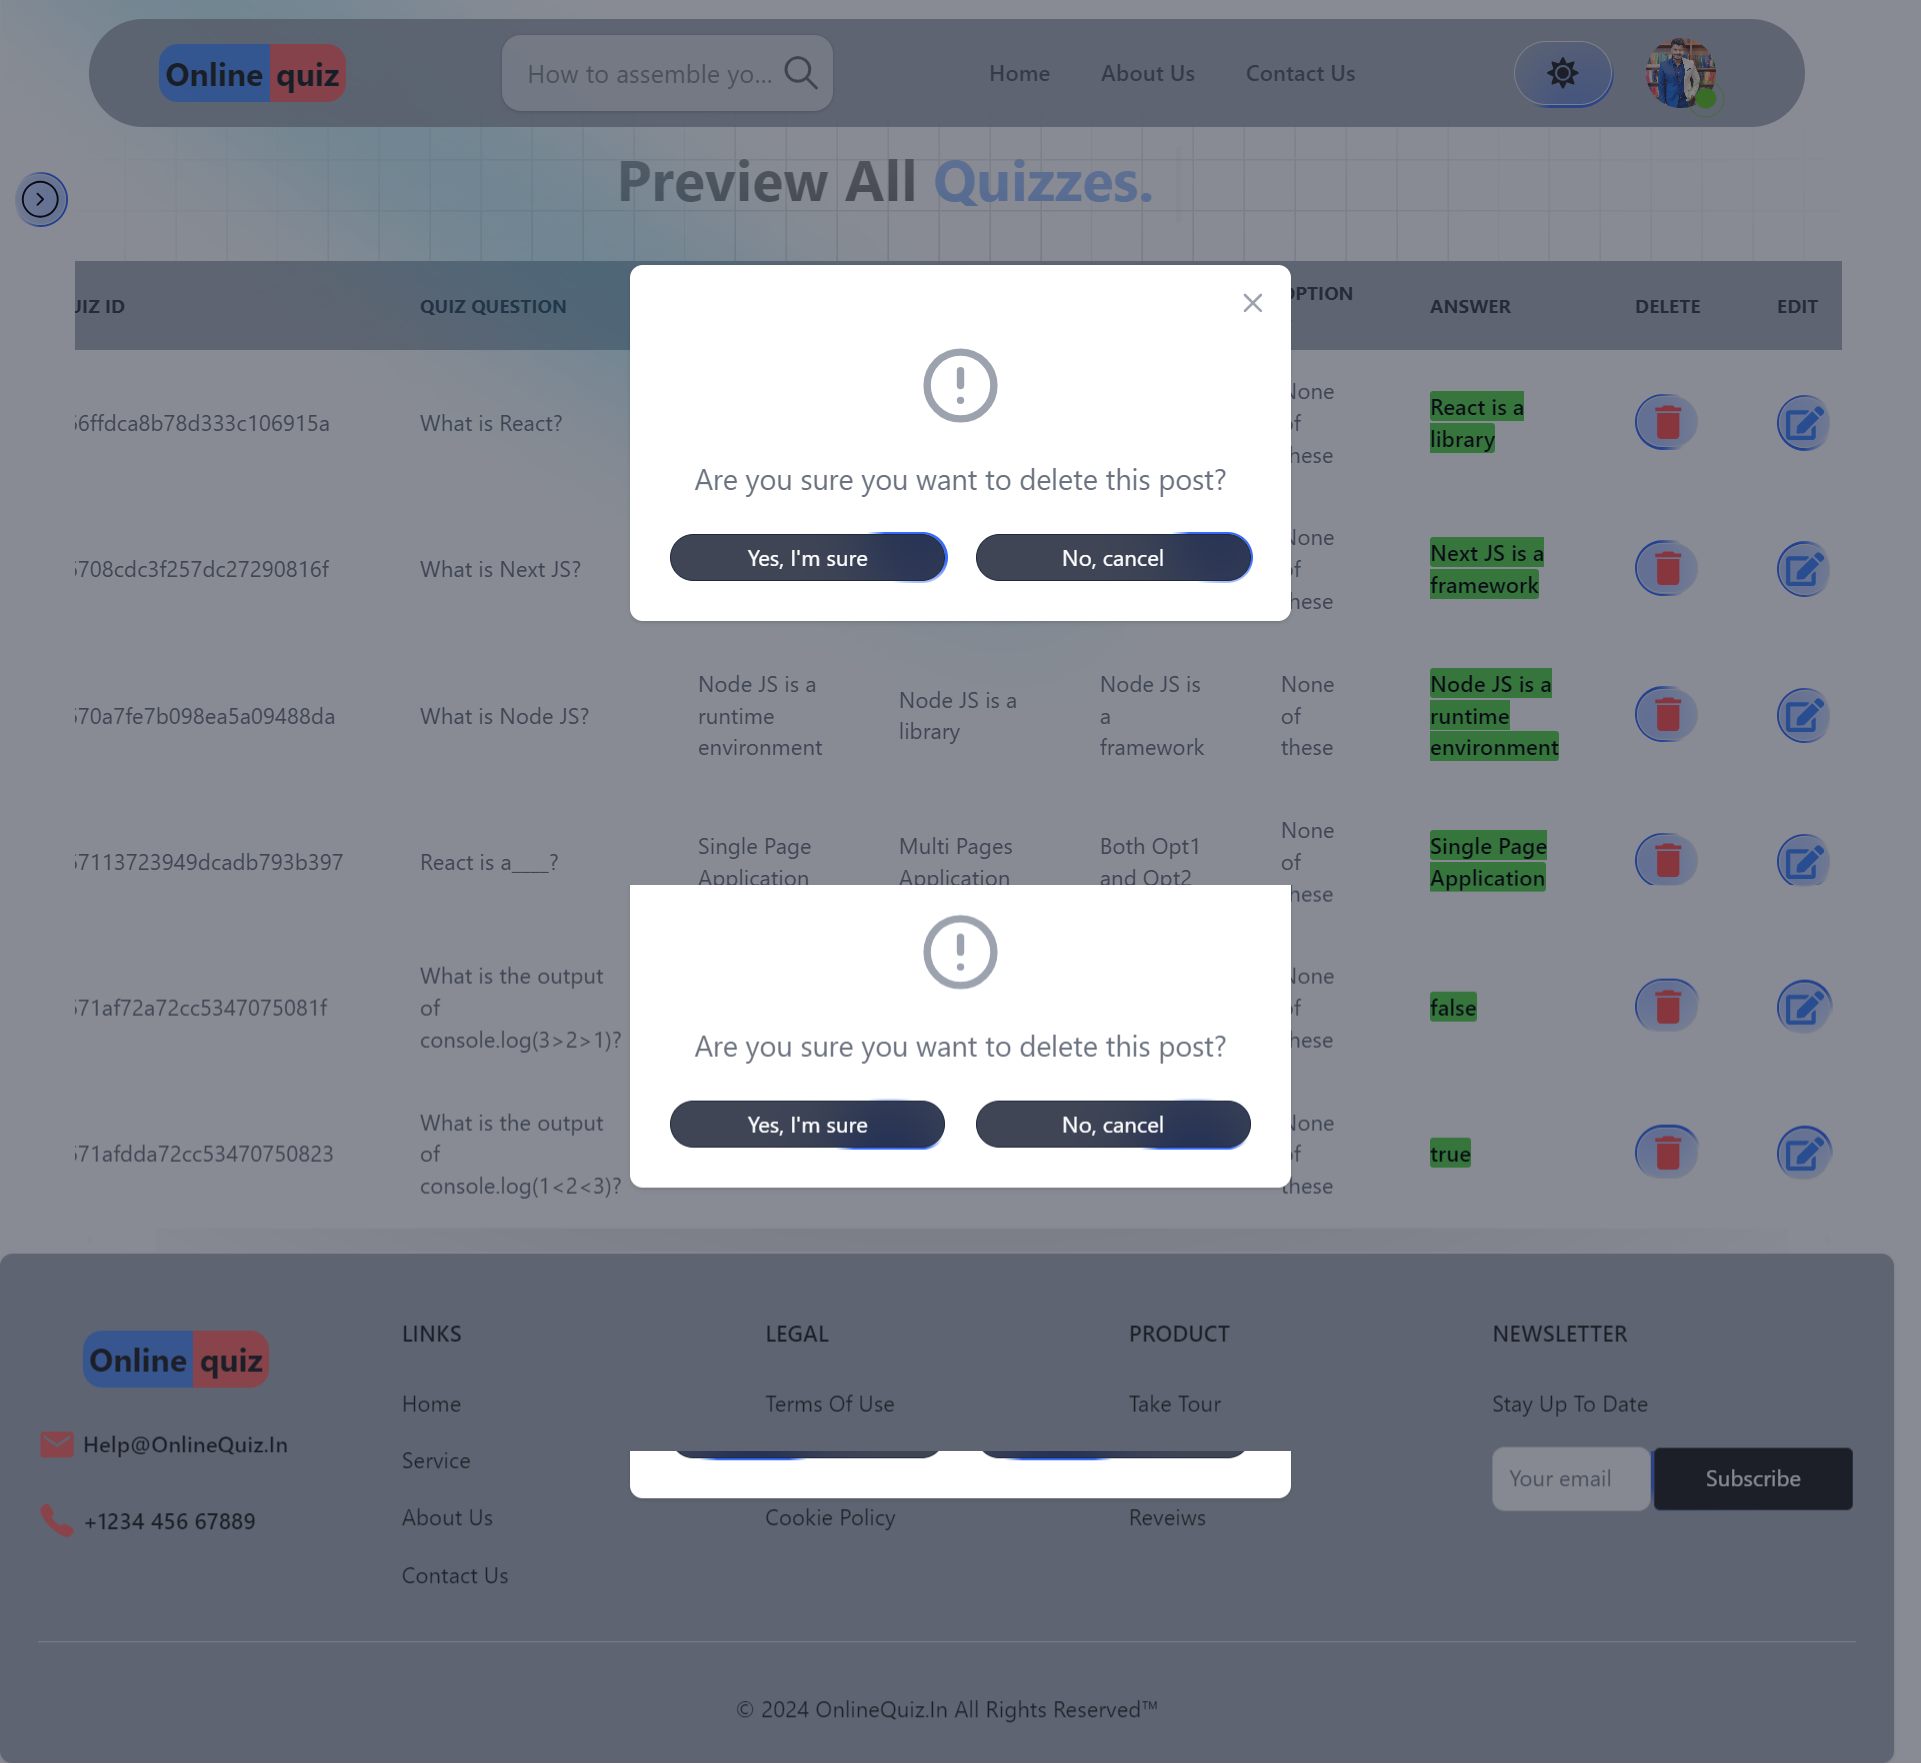 Online quiz
How to assemble yo...
Home
About Us
Contact Us
Preview All Quizzes.
UIZ ID
QUIZ QUESTION
OPTION
ANSWER
DELETE
EDIT
6ffdca8b78d333c106915a
What is React?
None
of
these
React is a
library
Are you sure you want to delete this post?
Yes, I'm sure
No, cancel
6708cdc3f257dc27290816f
What is Next JS?
None
of
these
Next JS is a
framework
670a7fe7b098ea5a09488da
What is Node JS?
Node JS is a
runtime
environment
Node JS is a
library
Node JS is
a
framework
None
of
these
Node JS is a
runtime
environment
67113723949dcadb793b397
React is a____?
Single Page
Application
Multi Pages
Application
Both Opt1
and Opt2
None
of
these
Single Page
Application
671af72a72cc5347075081f
What is the output
of
console.log(3>2>1)?
None
of
these
false
Are you sure you want to delete this post?
Yes, I'm sure
No, cancel
671afdda72cc53470750823
What is the output
of
console.log(1<2<3)?
None
of
these
true
Online quiz
Help@OnlineQuiz.In
+1234 456 67889
LINKS
Home
Service
About Us
Contact Us
LEGAL
Terms Of Use
Cookie Policy
PRODUCT
Take Tour
Reveiws
NEWSLETTER
Stay Up To Date
Your email
Subscribe
© 2024 OnlineQuiz.In All Rights Reserved™